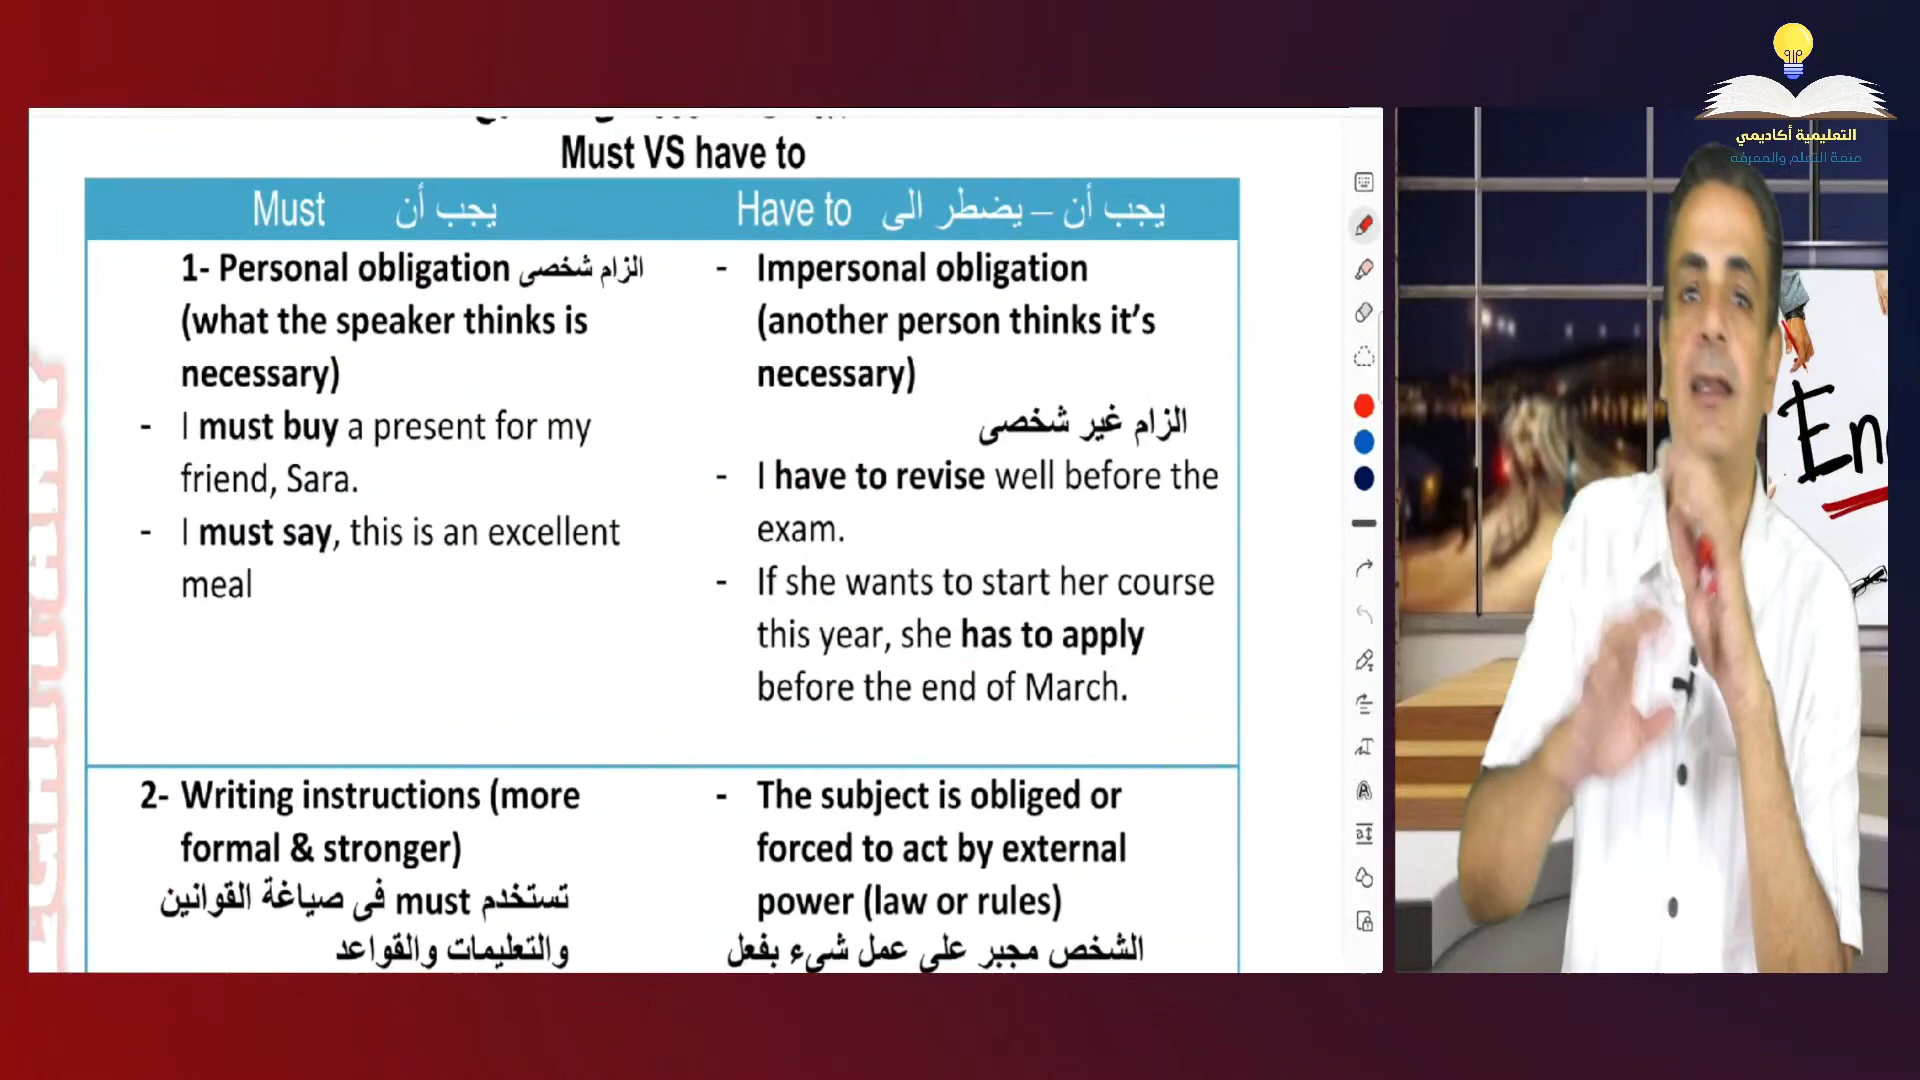 التعليمية أكاديمي
متعة التعلم والمعرفة
Must VS have to
Must يجب أن
Have to يجب أن – يضطر الى
1- Personal obligation الزام شخصى
(what the speaker thinks is
necessary)
- I must buy a present for my
friend, Sara.
- I must say, this is an excellent
meal
- Impersonal obligation
(another person thinks it’s
necessary)
الزام غير شخصى
- I have to revise well before the
exam.
- If she wants to start her course
this year, she has to apply
before the end of March.
2- Writing instructions (more
formal & stronger)
تستخدم must فى صياغة القوانين
والتعليمات والقواعد
- The subject is obliged or
forced to act by external
power (law or rules)
الشخص مجبر على عمل شىء بفعل